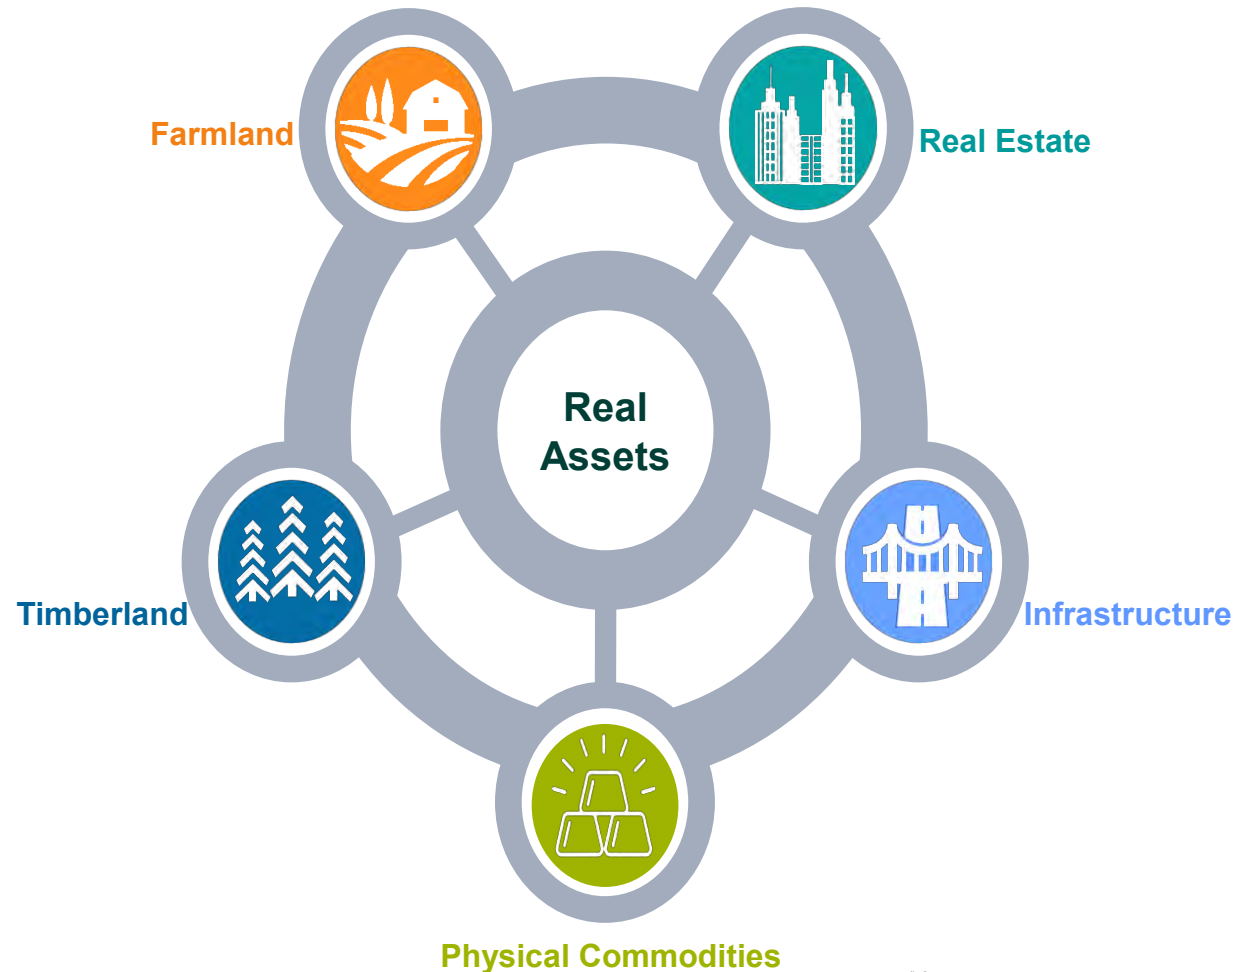 Farmland
Real Estate
Real
Assets
Timberland
Infrastructure
Physical Commodities